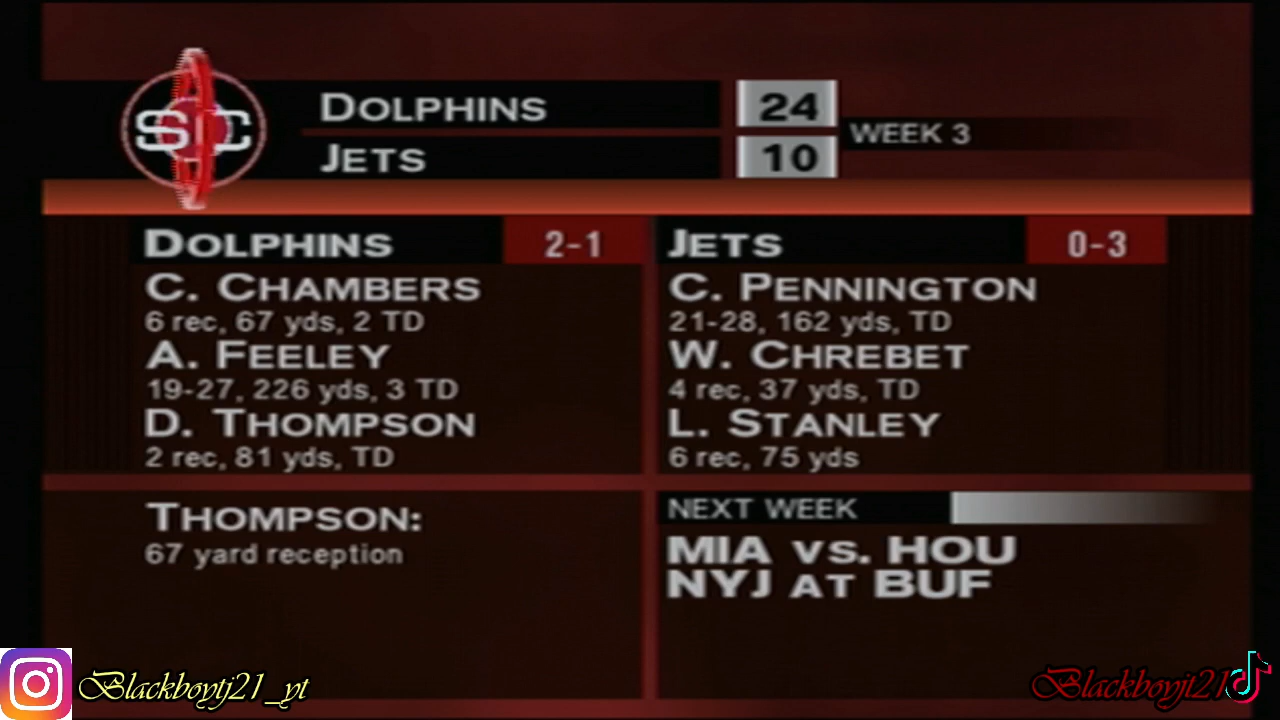 SC
DOLPHINS 24
JETS 10
WEEK 3
DOLPHINS 2-1
C. CHAMBERS
6 rec, 67 yds, 2 TD
A. FEELEY
19-27, 226 yds, 3 TD
D. THOMPSON
2 rec, 81 yds, TD
JETS 0-3
C. PENNINGTON
21-28, 162 yds, TD
W. CHREBET
4 rec, 37 yds, TD
L. STANLEY
6 rec, 75 yds
THOMPSON:
67 yard reception
NEXT WEEK
MIA VS. HOU
NYJ AT BUF
Blackboytj21_yt
Blackboyjt21